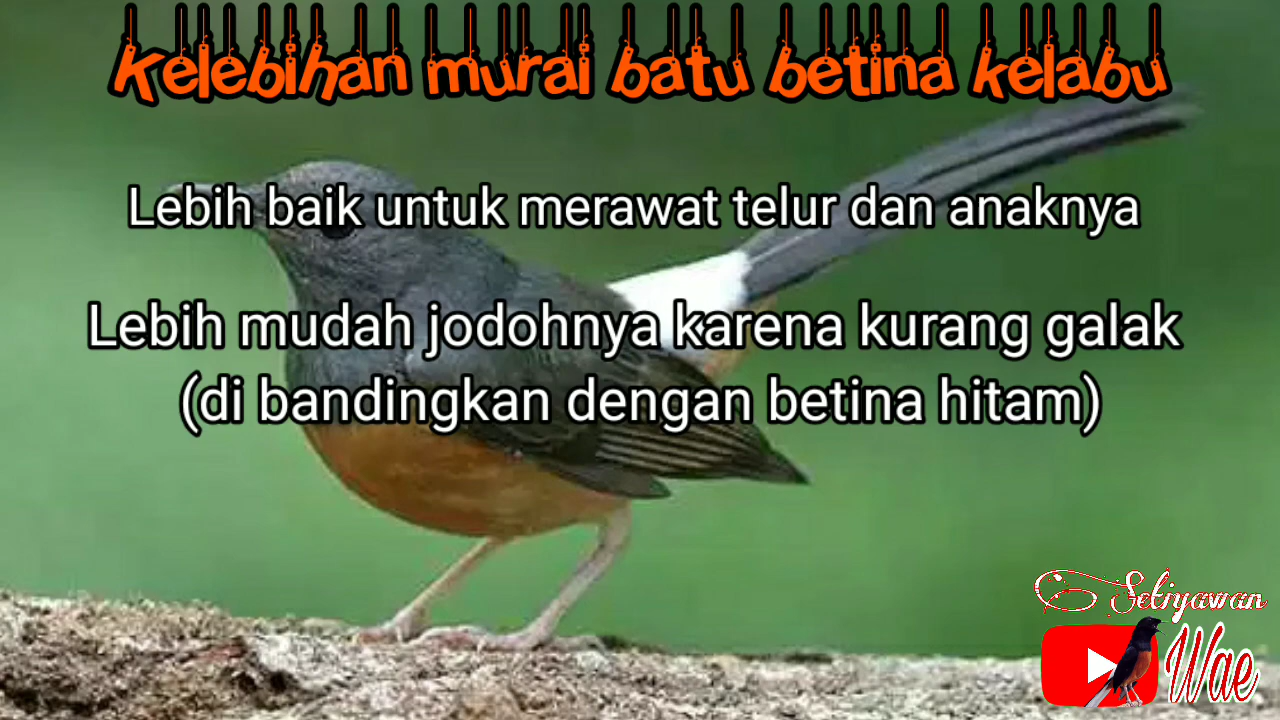 Kelebihan murai batu betina kelabu
Lebih baik untuk merawat telur dan anaknya
Lebih mudah jodohnya karena kurang galak
(di bandingkan dengan betina hitam)
Setiyawan
Wae